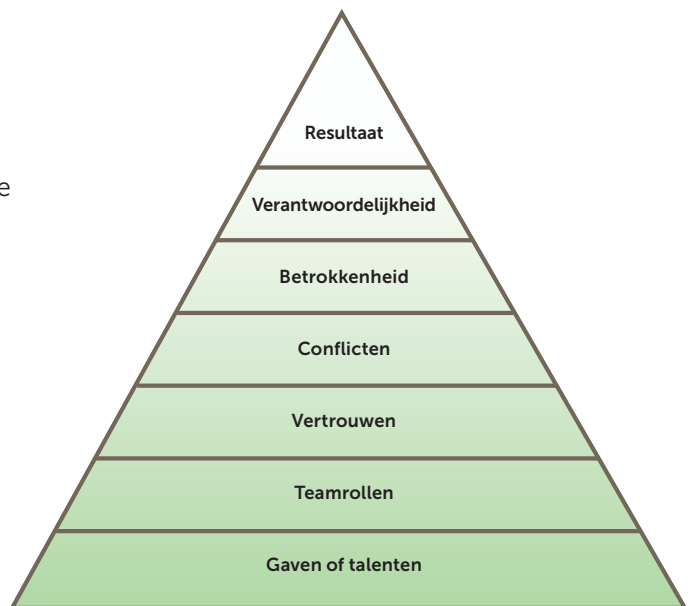 Resultaat
e
Verantwoordelijkheid
Betrokkenheid
Conflicten
Vertrouwen
Teamrollen
Gaven of talenten